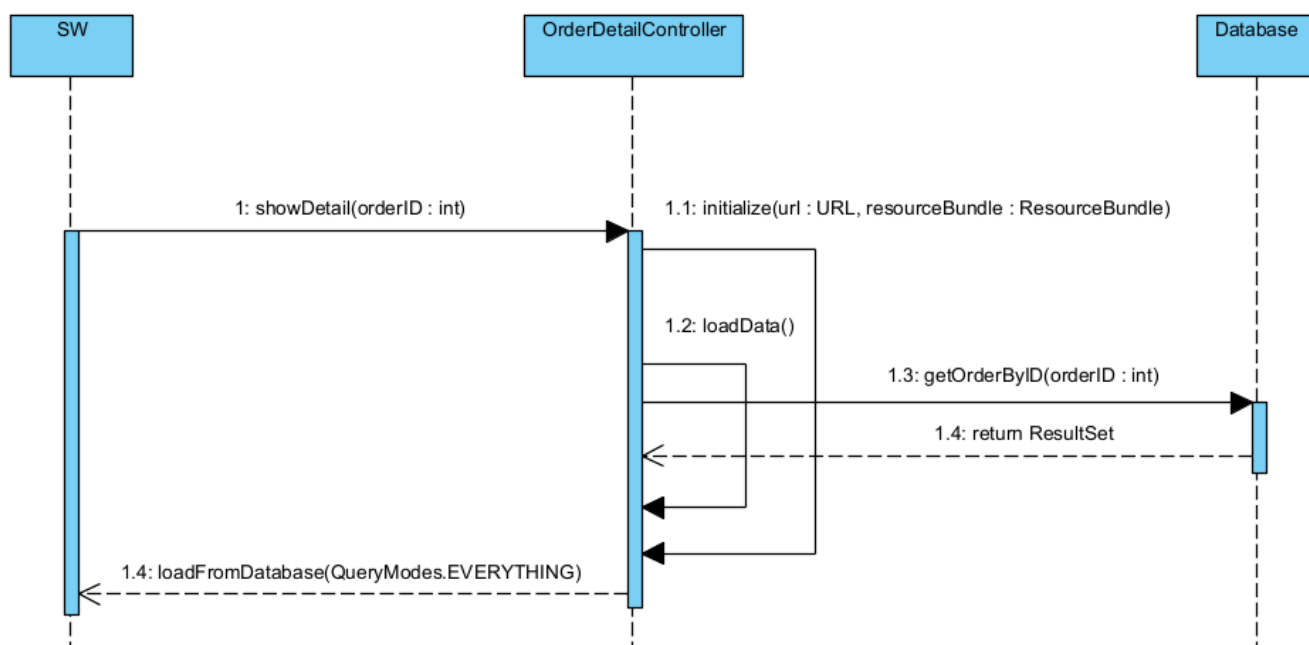 SW
OrderDetailController
Database
1: showDetail(orderID : int)
1.1: initialize(url : URL, resourceBundle : ResourceBundle)
1.2: loadData()
1.3: getOrderByID(orderID : int)
1.4: return ResultSet
1.4: loadFromDatabase(QueryModes.EVERYTHING)